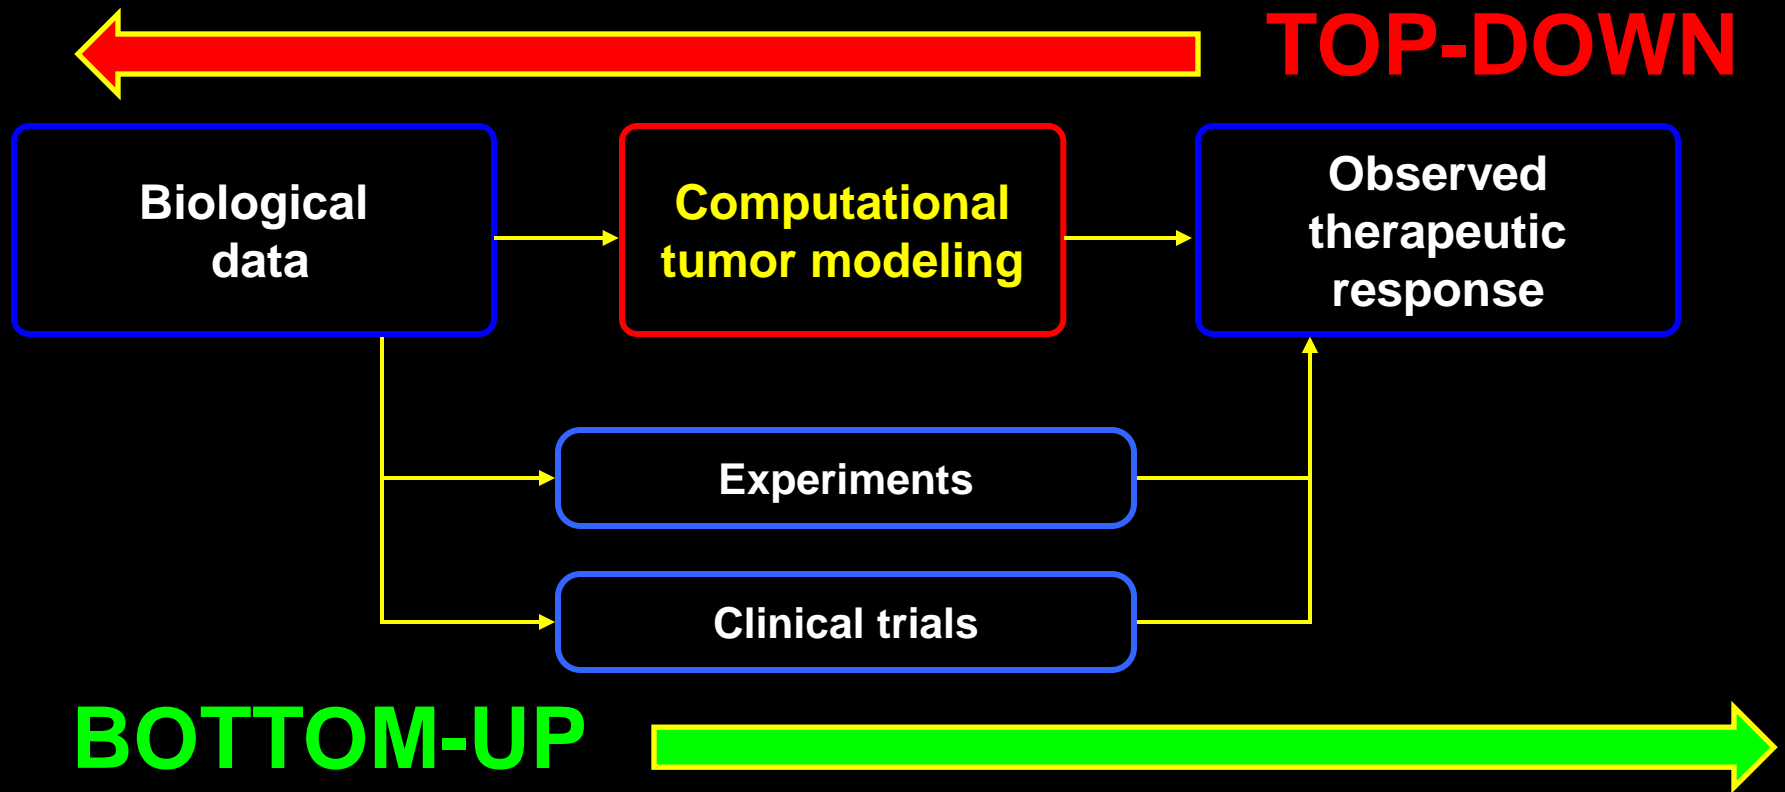 TOP-DOWN
Biological
data
Computational
tumor modeling
Observed
therapeutic
response
Experiments
Clinical trials
BOTTOM-UP